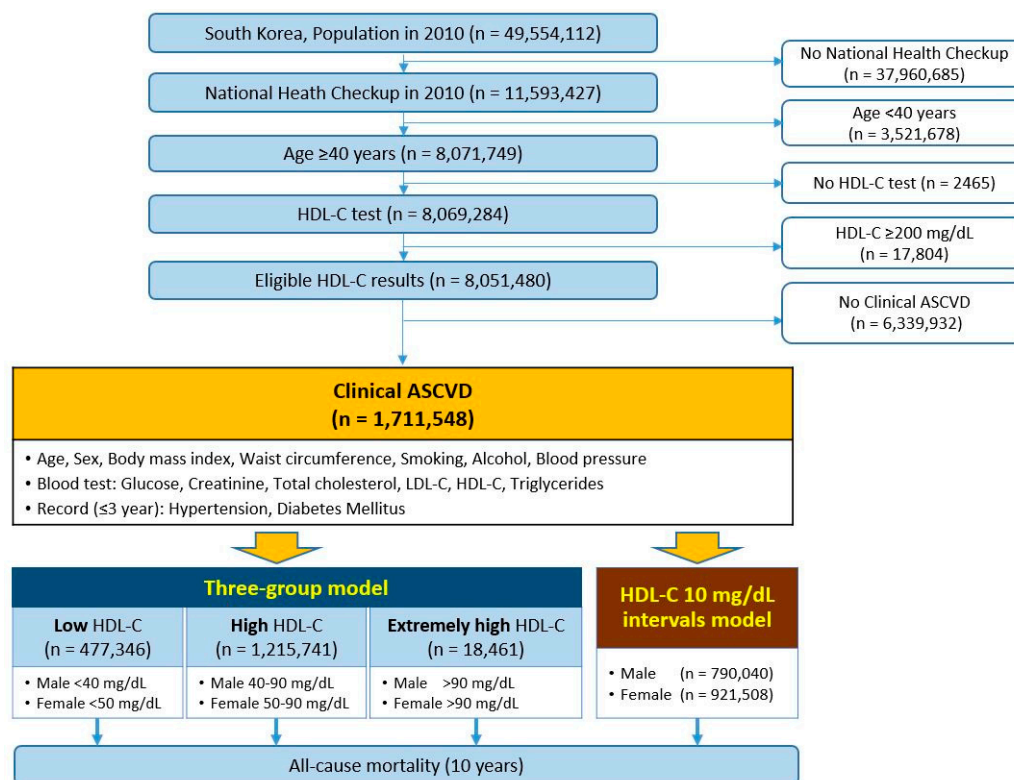 South Korea, Population in 2010 (n = 49,554,112)
No National Health Checkup
(n = 37,960,685)
National Heath Checkup in 2010 (n = 11,593,427)
Age <40 years
(n = 3,521,678)
Age ≥40 years (n = 8,071,749)
No HDL-C test (n = 2465)
HDL-C test (n = 8,069,284)
HDL-C ≥200 mg/dL
(n = 17,804)
Eligible HDL-C results (n = 8,051,480)
No Clinical ASCVD
(n = 6,339,932)
Clinical ASCVD
(n = 1,711,548)
• Age, Sex, Body mass index, Waist circumference, Smoking, Alcohol, Blood pressure
• Blood test: Glucose, Creatinine, Total cholesterol, LDL-C, HDL-C, Triglycerides
• Record (≤3 year): Hypertension, Diabetes Mellitus
Three-group model
Low HDL-C
(n = 477,346)
• Male <40 mg/dL
• Female <50 mg/dL
High HDL-C
(n = 1,215,741)
• Male 40-90 mg/dL
• Female 50-90 mg/dL
Extremely high HDL-C
(n = 18,461)
• Male >90 mg/dL
• Female >90 mg/dL
HDL-C 10 mg/dL
intervals model
• Male (n = 790,040)
• Female (n = 921,508)
All-cause mortality (10 years)